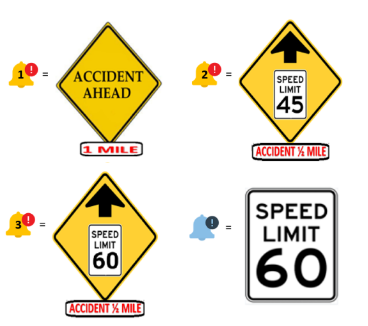 1
=
ACCIDENT
AHEAD
1 MILE
2
=
SPEED
LIMIT
45
ACCIDENT ½ MILE
3
=
SPEED
LIMIT
60
ACCIDENT ½ MILE
=
SPEED
LIMIT
60